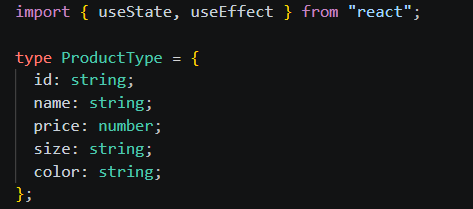 import { useState, useEffect } from "react";
type ProductType = {
  id: string;
  name: string;
  price: number;
  size: string;
  color: string;
};